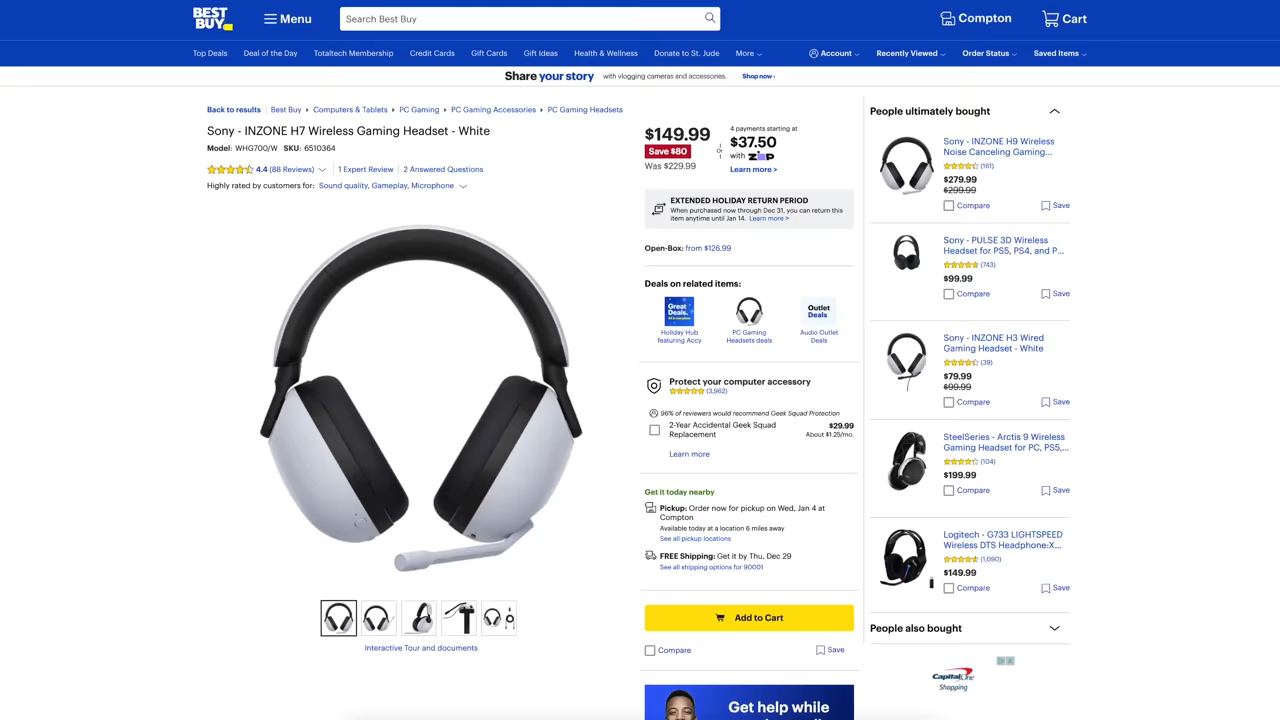 BEST
BUY
Menu
Search Best Buy
Compton
Cart
Top Deals
Deal of the Day
Totaltech Membership
Credit Cards
Gift Cards
Gift Ideas
Health & Wellness
Donate to St. Jude
More
Account
Recently Viewed
Order Status
Saved Items
Share your story with vlogging cameras and accessories. Shop now ›
Back to results
Best Buy
Computers & Tablets
PC Gaming
PC Gaming Accessories
PC Gaming Headsets
Sony - INZONE H7 Wireless Gaming Headset - White
Model: WHG700/W SKU: 6510364
4.4 (88 Reviews)
1 Expert Review
2 Answered Questions
Highly rated by customers for: Sound quality, Gameplay, Microphone
Interactive Tour and documents
$149.99
Save $80
Was $229.99
Or
4 payments starting at
$37.50
with ZIP
Learn more >
EXTENDED HOLIDAY RETURN PERIOD
When purchased now through Dec 31, you can return this
item anytime until Jan 14. Learn more >
Open-Box: from $126.99
Deals on related items:
Great
Deals.
Outlet
Deals
Holiday Hub
featuring Accy
PC Gaming
Headsets deals
Audio Outlet
Deals
Protect your computer accessory
(3,962)
96% of reviewers would recommend Geek Squad Protection
2-Year Accidental Geek Squad
Replacement
$29.99
About $1.25/mo.
Learn more
Get it today nearby
Pickup: Order now for pickup on Wed, Jan 4 at
Compton
Available today at a location 6 miles away
See all pickup locations
FREE Shipping: Get it by Thu, Dec 29
See all shipping options for 90001
Add to Cart
Compare
Save
Get help while
People ultimately bought
Sony - INZONE H9 Wireless
Noise Canceling Gaming...
(161)
$279.99
$299.99
Compare
Save
Sony - PULSE 3D Wireless
Headset for PS5, PS4, and P...
(743)
$99.99
Compare
Save
Sony - INZONE H3 Wired
Gaming Headset - White
(39)
$79.99
$99.99
Compare
Save
SteelSeries - Arctis 9 Wireless
Gaming Headset for PC, PS5,...
(104)
$199.99
Compare
Save
Logitech - G733 LIGHTSPEED
Wireless DTS Headphone:X...
(1,090)
$149.99
Compare
Save
People also bought
Capital One
Shopping